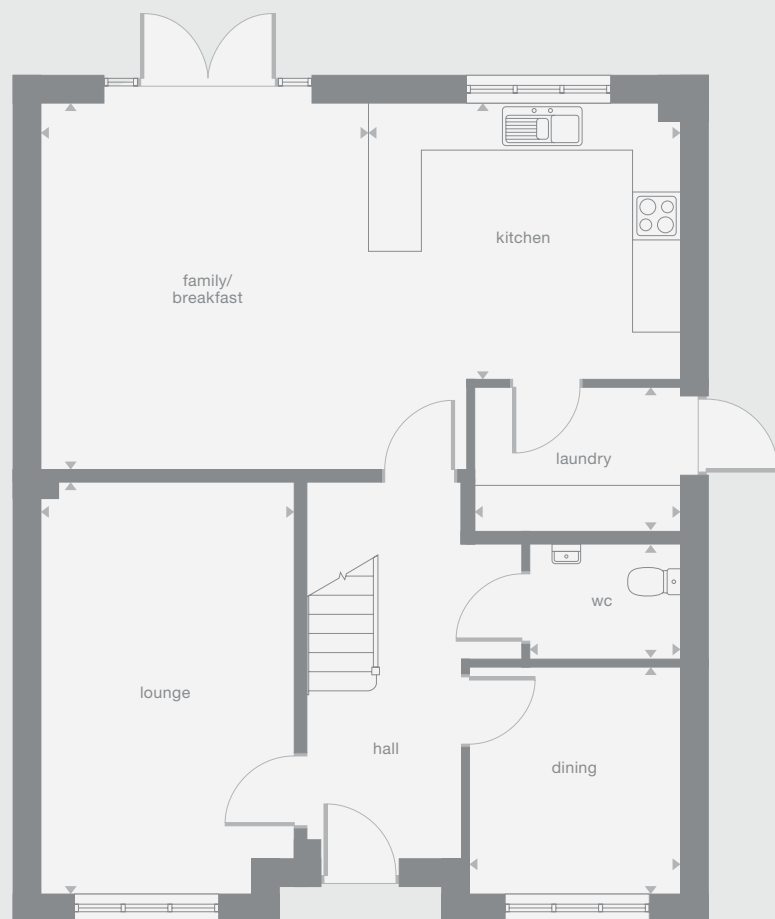 kitchen
family/
breakfast
laundry
wc
lounge
hall
dining